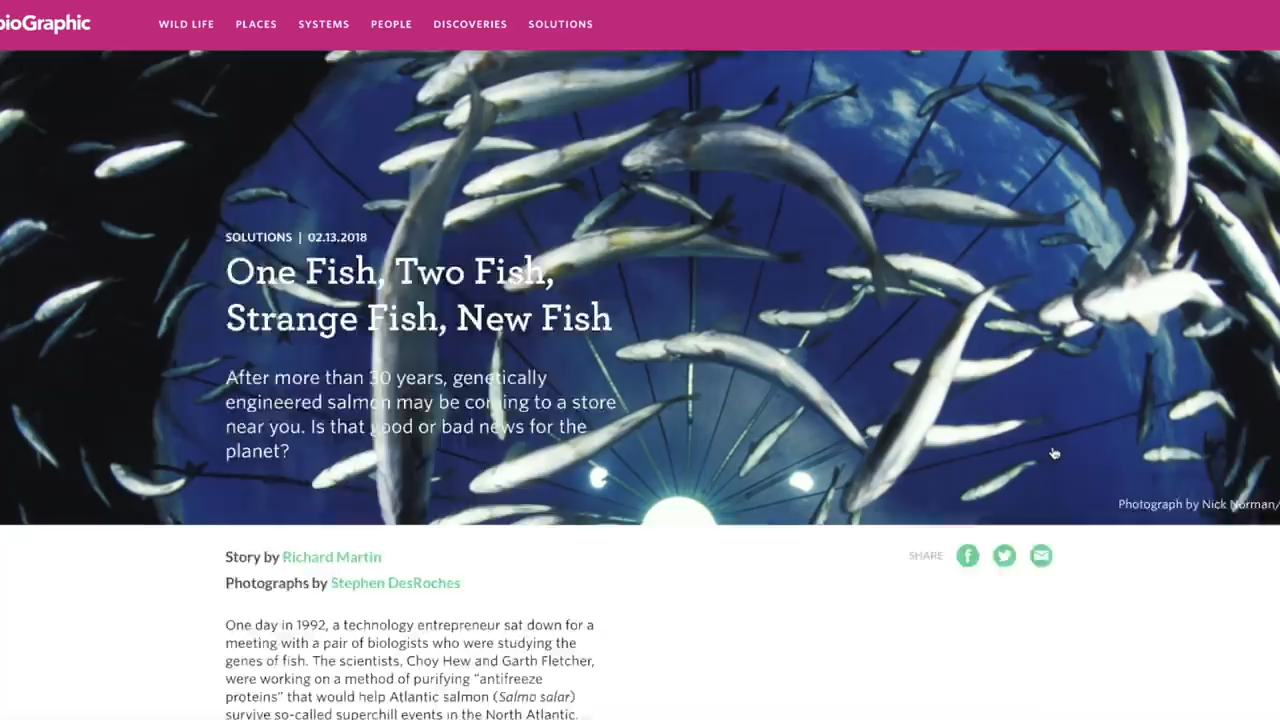 bioGraphic
WILD LIFE PLACES SYSTEMS PEOPLE DISCOVERIES SOLUTIONS
SOLUTIONS | 02.13.2018
One Fish, Two Fish,
Strange Fish, New Fish
After more than 30 years, genetically
engineered salmon may be coming to a store
near you. Is that good or bad news for the
planet?
Photograph by Nick Norman/
Story by Richard Martin
SHARE
Photographs by Stephen DesRoches
One day in 1992, a technology entrepreneur sat down for a
meeting with a pair of biologists who were studying the
genes of fish. The scientists, Choy Hew and Garth Fletcher,
were working on a method of purifying “antifreeze
proteins” that would help Atlantic salmon (Salmo salar)
survive so-called superchill events in the North Atlantic.